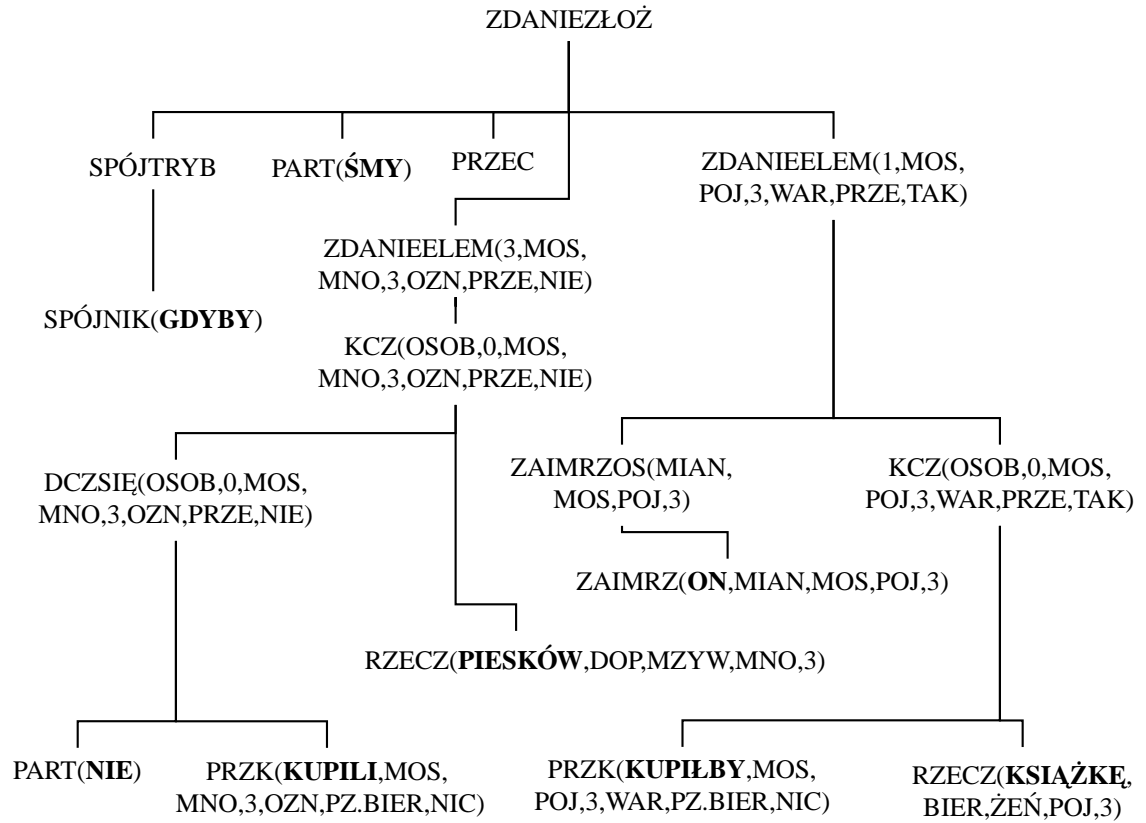 ZDANIEZŁOŻ
SPÓJTRYB
PART(ŚMY)
PRZEC
ZDANIEELEM(1,MOS,
POJ,3,WAR,PRZE,TAK)
ZDANIEELEM(3,MOS,
MNO,3,OZN,PRZE,NIE)
SPÓJNIK(GDYBY)
KCZ(OSOB,0,MOS,
MNO,3,OZN,PRZE,NIE)
DCZSIĘ(OSOB,0,MOS,
MNO,3,OZN,PRZE,NIE)
ZAIMRZOS(MIAN,
MOS,POJ,3)
KCZ(OSOB,0,MOS,
POJ,3,WAR,PRZE,TAK)
ZAIMRZ(ON,MIAN,MOS,POJ,3)
RZECZ(PIESKÓW,DOP,MZYW,MNO,3)
PART(NIE)
PRZK(KUPILI,MOS,
MNO,3,OZN,PZ.BIER,NIC)
PRZK(KUPIŁBY,MOS,
POJ,3,WAR,PZ.BIER,NIC)
RZECZ(KSIĄŻKĘ,
BIER,ŻEŃ,POJ,3)